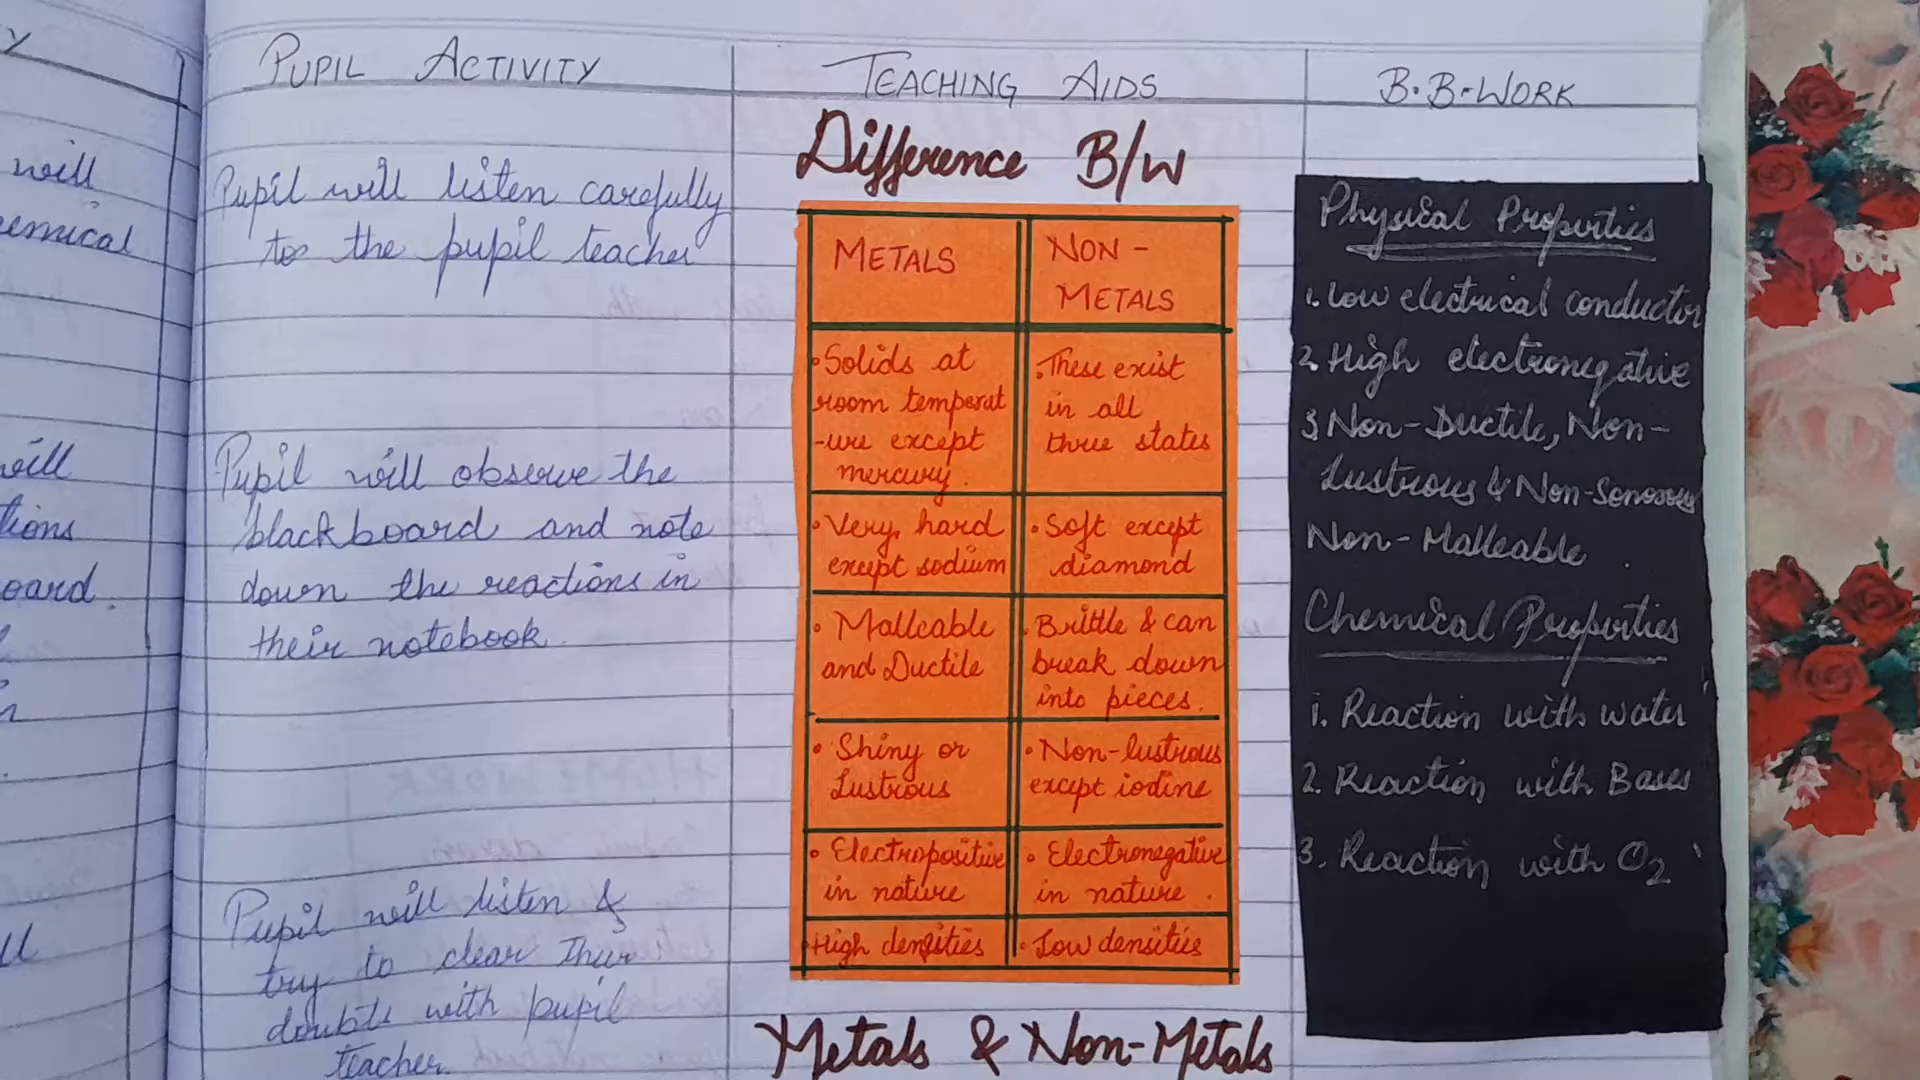 Y
will
emical
will
tions
oard.
PUPIL ACTIVITY
Pupil will listen carefully
to the pupil teacher
Pupil will observe the
blackboard and note
down the reactions in
their notebook.
Pupil will listen &
try to clear their
doubts with pupil
teacher.
TEACHING AIDS
Difference B/W
METALS
NON -
METALS
• Solids at
room temperat
-ure except
mercury.
• These exist
in all
three states
• Very hard
except sodium
• Soft except
diamond
• Malleable
and Ductile
• Brittle & can
break down
into pieces.
• Shiny or
Lustrous
• Non-lustrous
except iodine
• Electropositive
in nature
• Electronegative
in nature.
• High densities
• Low densities
Metals & Non-Metals
B.B.WORK
Physical Properties
1. Low electrical conductor
2. High electronegative
3. Non-Ductile, Non-
Lustrous & Non-Sonorous
Non-Malleable.
Chemical Properties
1. Reaction with water
2. Reaction with Bases
3. Reaction with O2